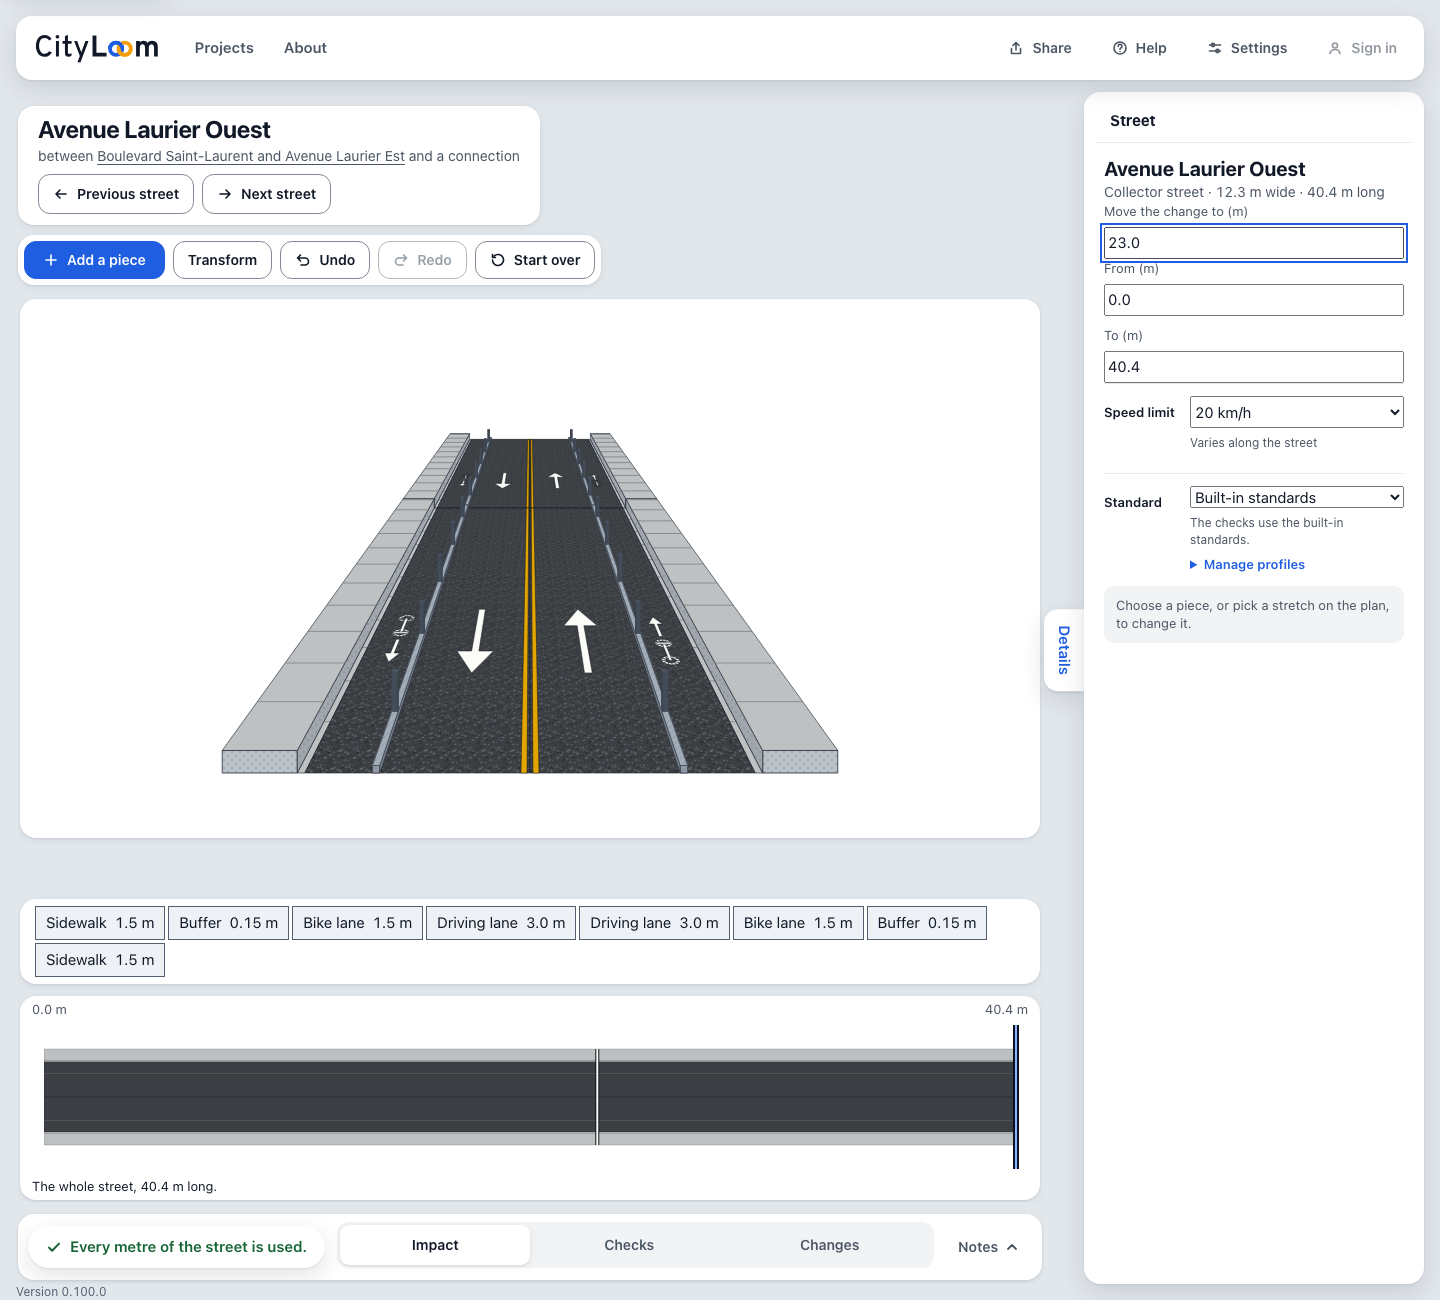 CityLoom
Projects
About
Share
Help
Settings
Sign in
Avenue Laurier Ouest
between Boulevard Saint-Laurent and Avenue Laurier Est and a connection
Previous street
Next street
Add a piece
Transform
Undo
Redo
Start over
Sidewalk 1.5 m
Buffer 0.15 m
Bike lane 1.5 m
Driving lane 3.0 m
Driving lane 3.0 m
Bike lane 1.5 m
Buffer 0.15 m
Sidewalk 1.5 m
0.0 m
40.4 m
The whole street, 40.4 m long.
Every metre of the street is used.
Impact
Checks
Changes
Notes
Version 0.100.0
Details
Street
Avenue Laurier Ouest
Collector street · 12.3 m wide · 40.4 m long
Move the change to (m)
23.0
From (m)
0.0
To (m)
40.4
Speed limit
20 km/h
Varies along the street
Standard
Built-in standards
The checks use the built-in
standards.
Manage profiles
Choose a piece, or pick a stretch on the plan,
to change it.